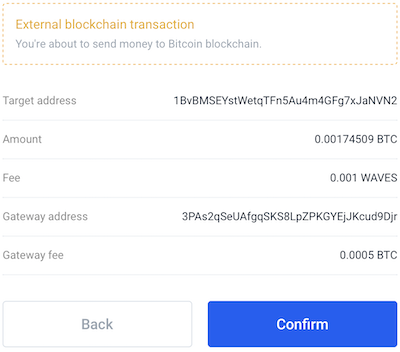 External blockchain transaction
You're about to send money to Bitcoin blockchain.
Target address 1BvBMSEYstWetqTFn5Au4m4GFg7xJaNVN2
Amount 0.00174509 BTC
Fee 0.001 WAVES
Gateway address 3PAs2qSeUAfgqSKS8LpZPKGYEjJKcud9Djr
Gateway fee 0.0005 BTC
Back Confirm